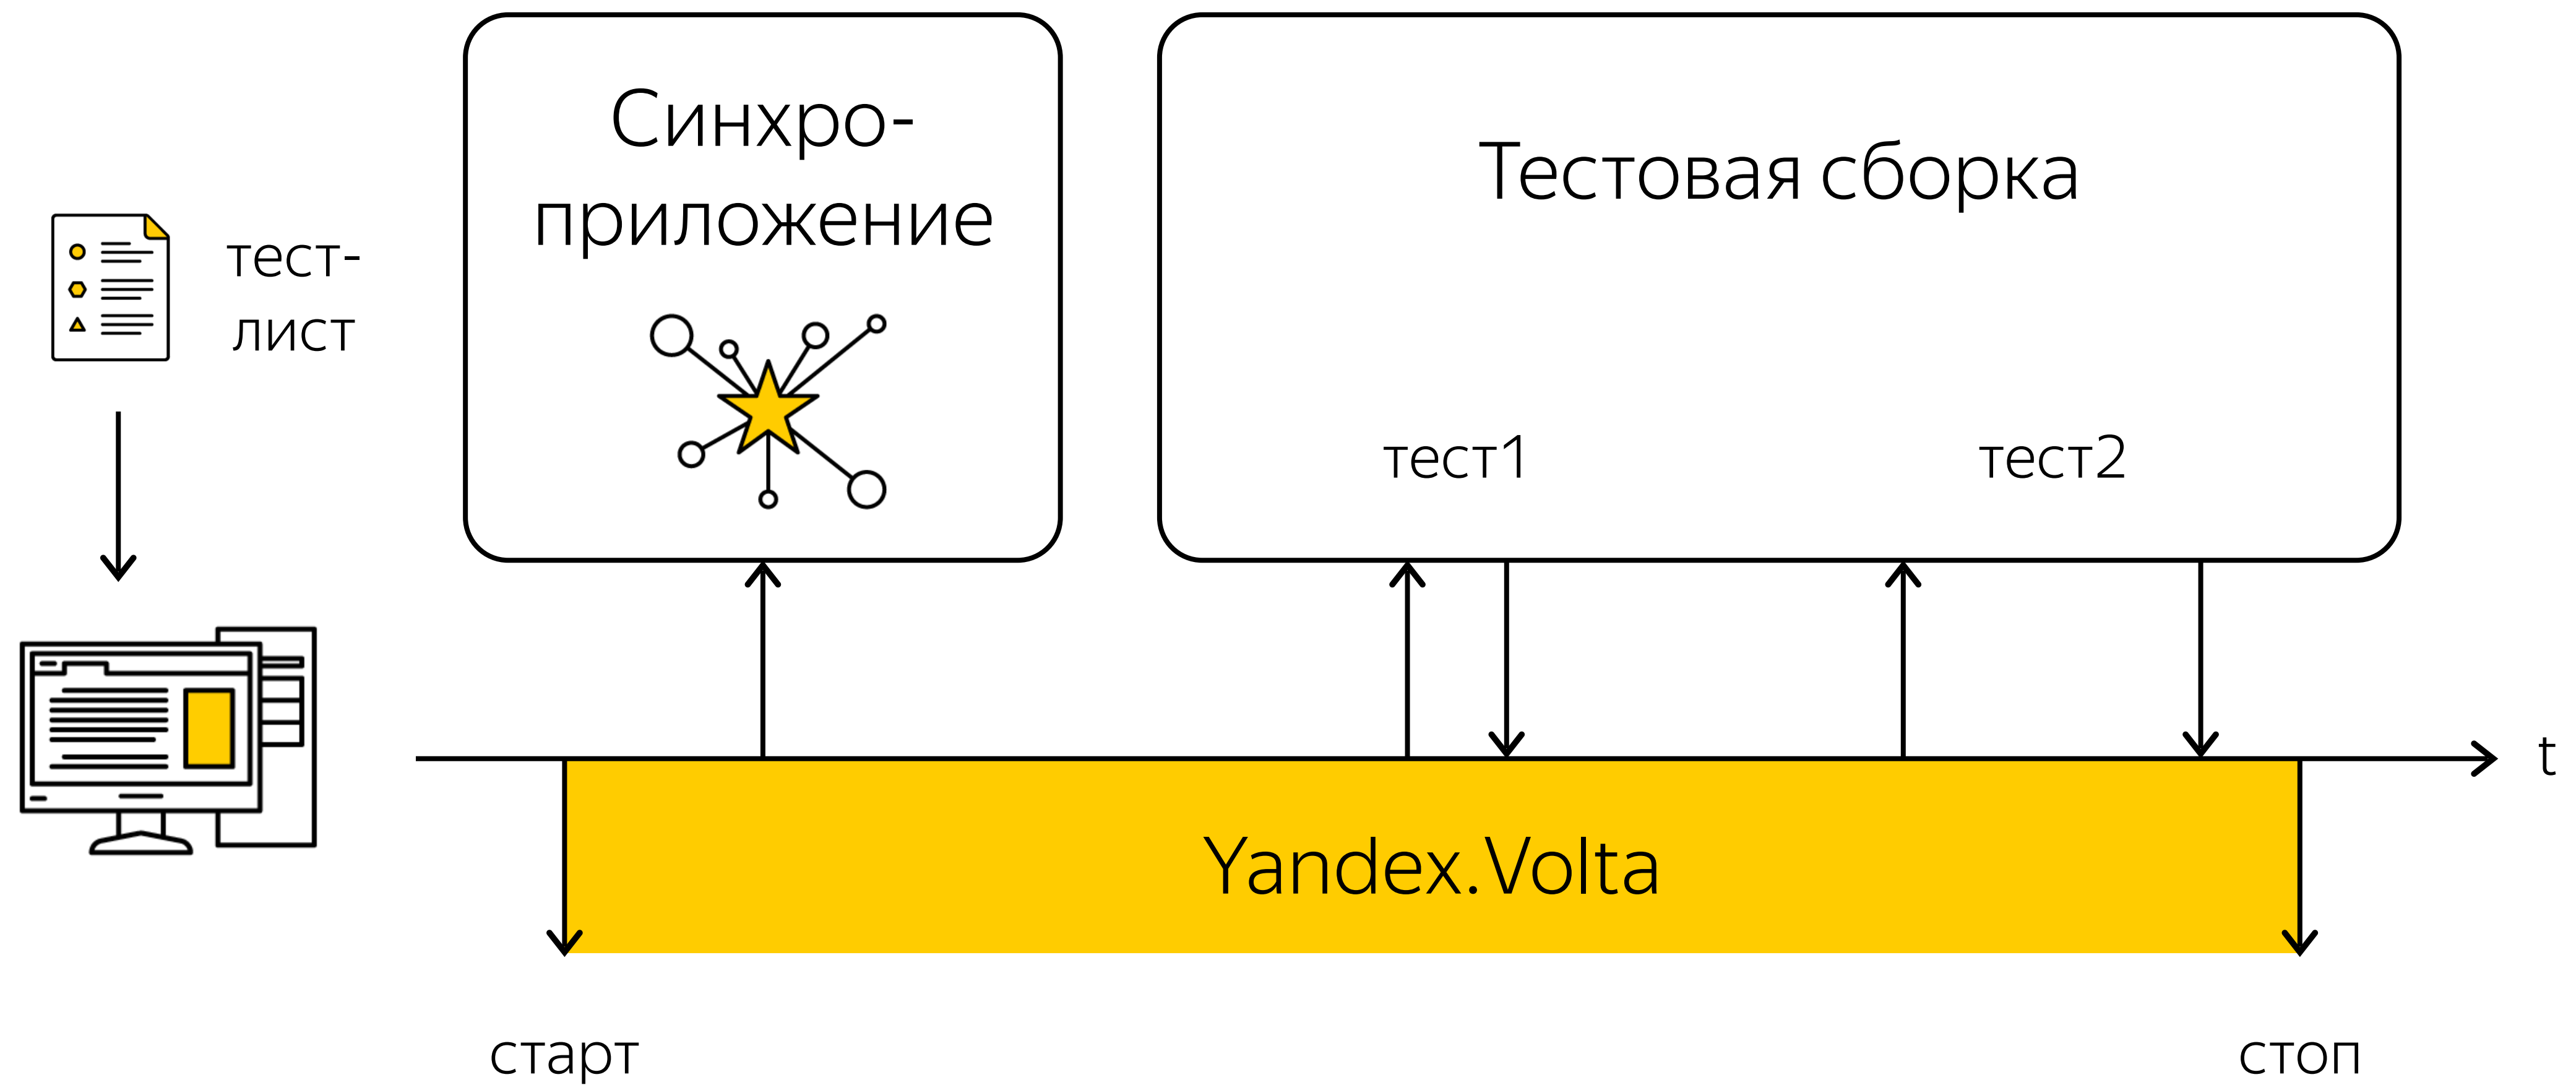 тест-
лист
Синхро-
приложение
Тестовая сборка
тест1
тест2
t
Yandex.Volta
старт
стоп